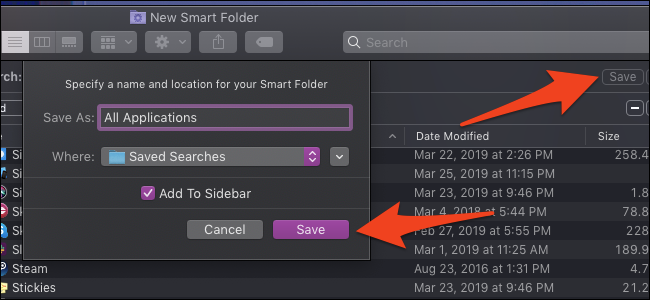 New Smart Folder
Search
Save
Specify a name and location for your Smart Folder
Save As: All Applications
Where: Saved Searches
Add To Sidebar
Cancel Save
Date Modified Size
Mar 22, 2019 at 2:26 PM 258.4
Mar 25, 2019 at 11:15 PM
Mar 23, 2019 at 9:46 PM 1.8
Mar 4, 2018 at 5:44 PM 78.8
Feb 27, 2019 at 5:55 PM 228
Mar 1, 2019 at 11:25 AM 189.9
Steam Aug 23, 2016 at 1:31 PM 4.7
Stickies Mar 23, 2019 at 9:46 PM 21.2